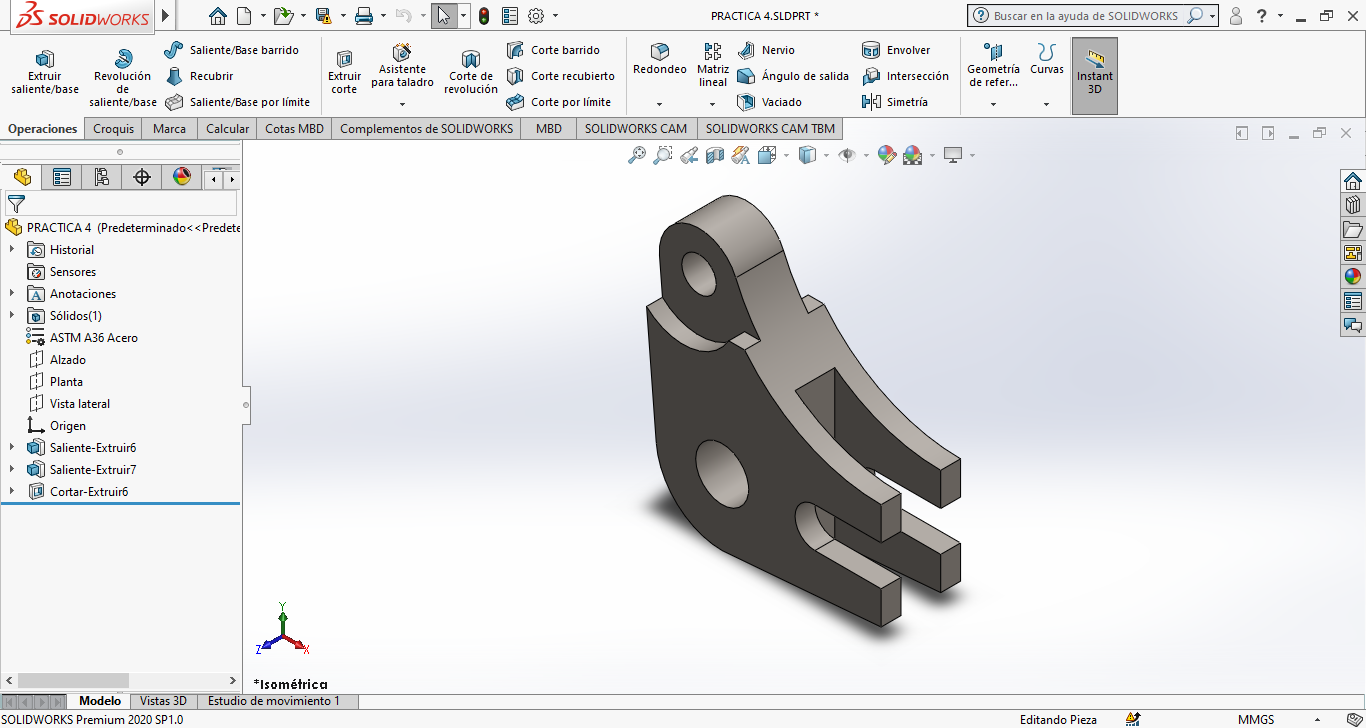 SOLIDWORKS
PRACTICA 4.SLDPRT *
Buscar en la ayuda de SOLIDWORKS
Extruir
saliente/base
Revolución
de
saliente/base
Saliente/Base barrido
Recubrir
Saliente/Base por límite
Extruir
corte
Asistente
para taladro
Corte de
revolución
Corte barrido
Corte recubierto
Corte por límite
Redondeo
Matriz
lineal
Nervio
Ángulo de salida
Vaciado
Envolver
Intersección
Simetría
Geometría
de refer...
Curvas
Instant
3D
Operaciones
Croquis
Marca
Calcular
Cotas MBD
Complementos de SOLIDWORKS
MBD
SOLIDWORKS CAM
SOLIDWORKS CAM TBM
PRACTICA 4 (Predeterminado<<Predete
Historial
Sensores
Anotaciones
Sólidos(1)
ASTM A36 Acero
Alzado
Planta
Vista lateral
Origen
Saliente-Extruir6
Saliente-Extruir7
Cortar-Extruir6
Y
Z
X
*Isométrica
Modelo
Vistas 3D
Estudio de movimiento 1
SOLIDWORKS Premium 2020 SP1.0
Editando Pieza
MMGS